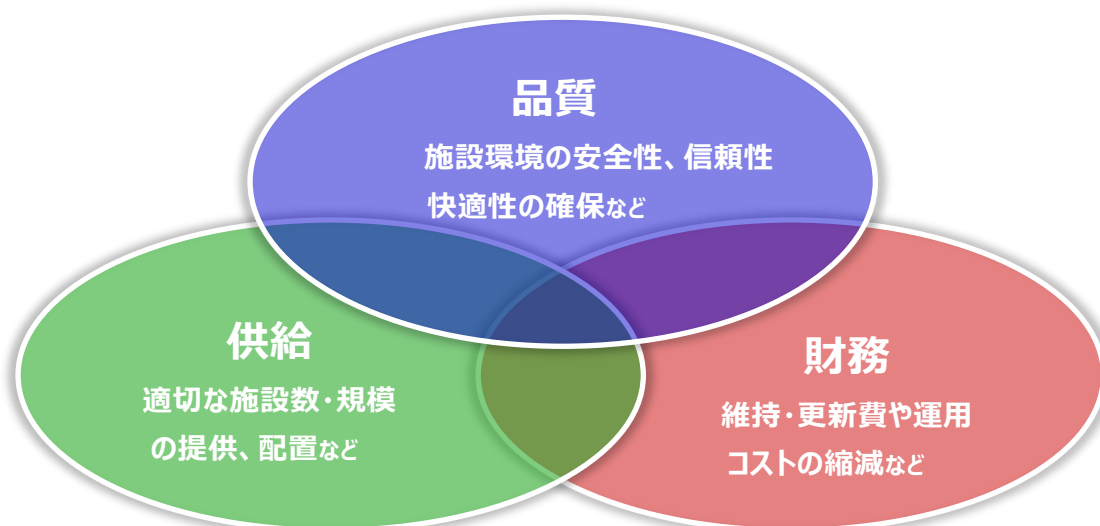 品質
施設環境の安全性、信頼性
快適性の確保など
供給
適切な施設数・規模
の提供、配置など
財務
維持・更新費や運用
コストの縮減など